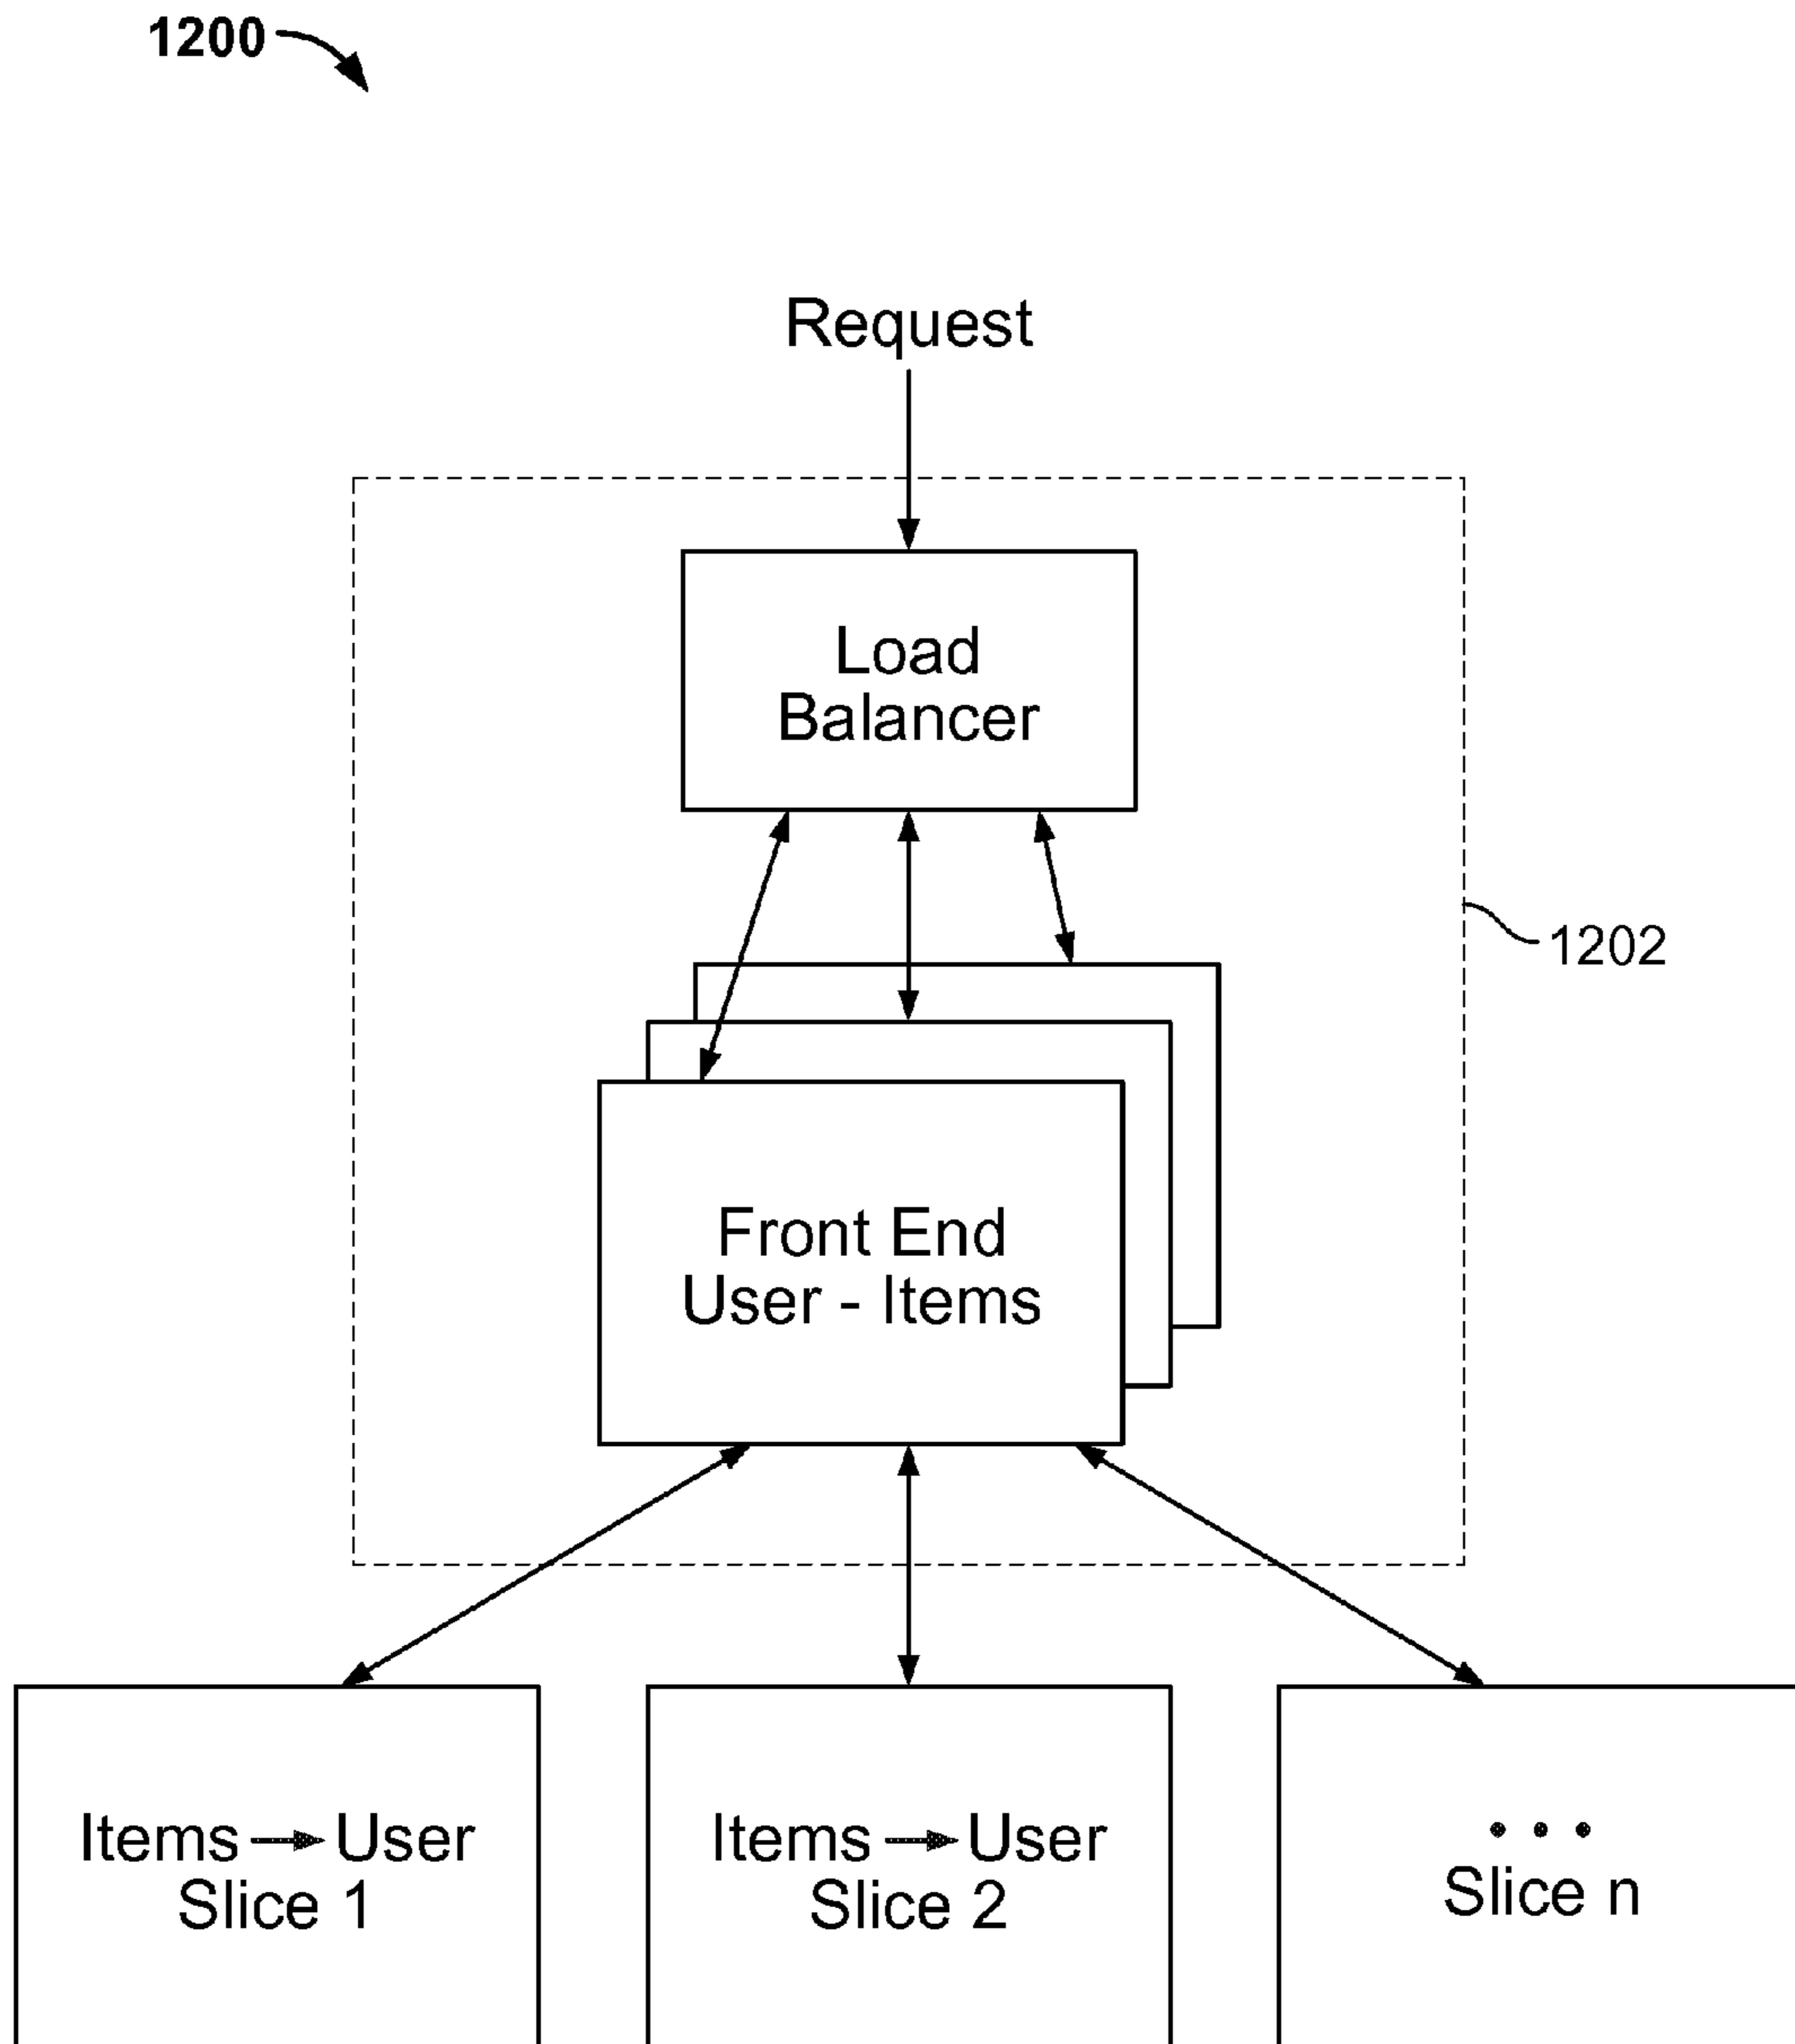 1200
Request
Load
Balancer
1202
Front End
User - Items
Items → User
Slice 1
Items → User
Slice 2
• • •
Slice n